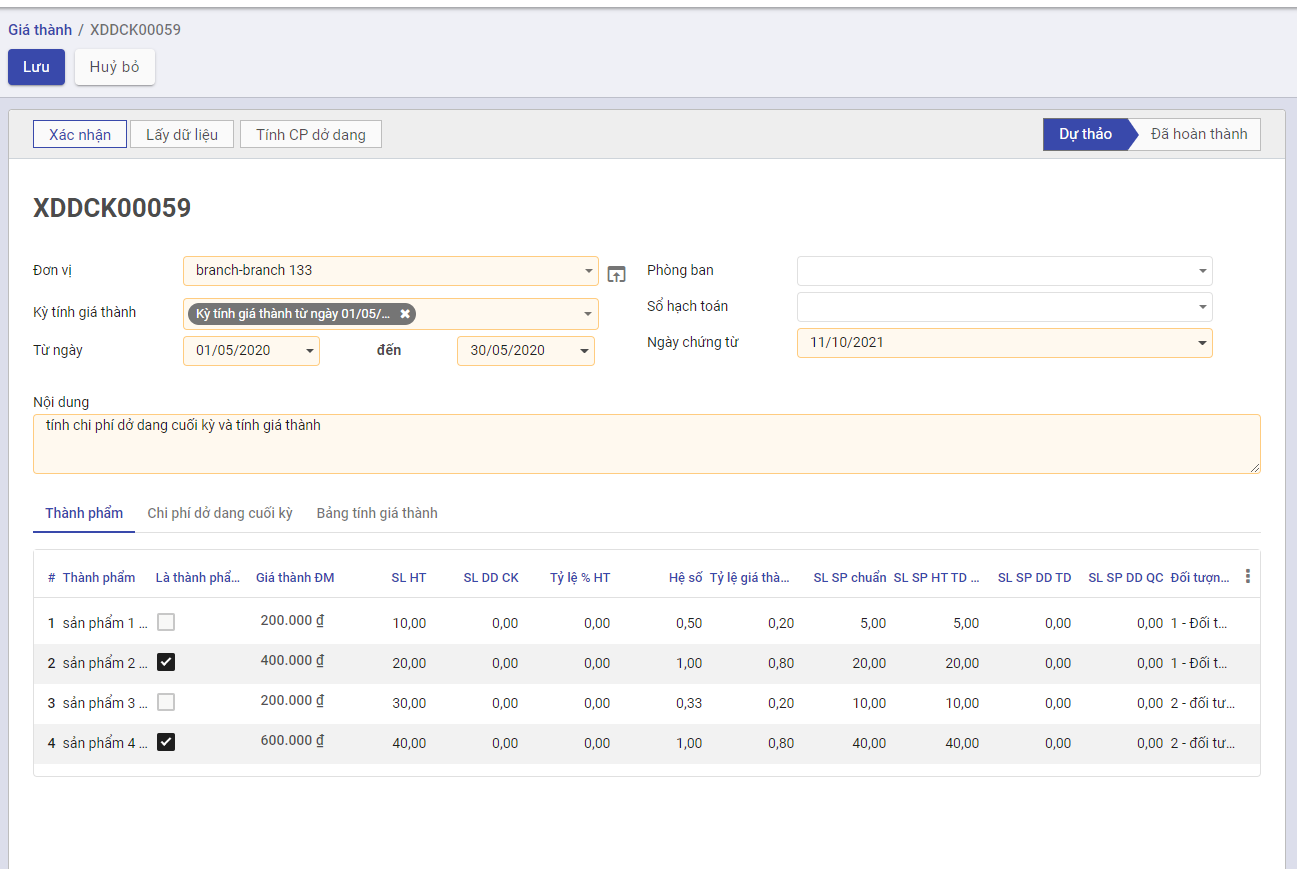 Giá thành / XDDCK00059
Lưu Huỷ bỏ
Xác nhận Lấy dữ liệu Tính CP dở dang Dự thảo Đã hoàn thành
XDDCK00059
Đơn vị branch-branch 133 Phòng ban
Kỳ tính giá thành Kỳ tính giá thành từ ngày 01/05/... ✖ Sổ hạch toán
Từ ngày 01/05/2020 đến 30/05/2020 Ngày chứng từ 11/10/2021
Nội dung
tính chi phí dở dang cuối kỳ và tính giá thành
Thành phẩm Chi phí dở dang cuối kỳ Bảng tính giá thành
# Thành phẩm Là thành phẩ... Giá thành ĐM SL HT SL DD CK Tỷ lệ % HT Hệ số Tỷ lệ giá thà... SL SP chuẩn SL SP HT TD ... SL SP DD TD SL SP DD QC Đối tượn...
1 sản phẩm 1 ... 200.000 ₫ 10,00 0,00 0,00 0,50 0,20 5,00 5,00 0,00 0,00 1 - Đối t...
2 sản phẩm 2 ... 400.000 ₫ 20,00 0,00 0,00 1,00 0,80 20,00 20,00 0,00 0,00 1 - Đối t...
3 sản phẩm 3 ... 200.000 ₫ 30,00 0,00 0,00 0,33 0,20 10,00 10,00 0,00 0,00 2 - đối tư...
4 sản phẩm 4 ... 600.000 ₫ 40,00 0,00 0,00 1,00 0,80 40,00 40,00 0,00 0,00 2 - đối tư...